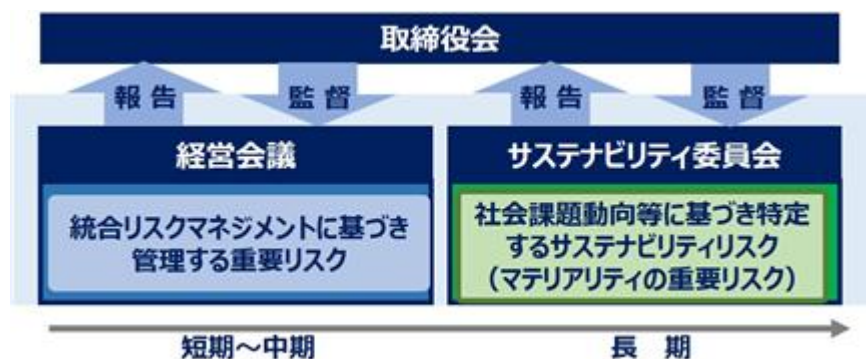 取締役会
報告
監督
報告
監督
経営会議
サステナビリティ委員会
統合リスクマネジメントに基づき
管理する重要リスク
社会課題動向等に基づき特定
するサステナビリティリスク
（マテリアリティの重要リスク）
短期～中期
長 期